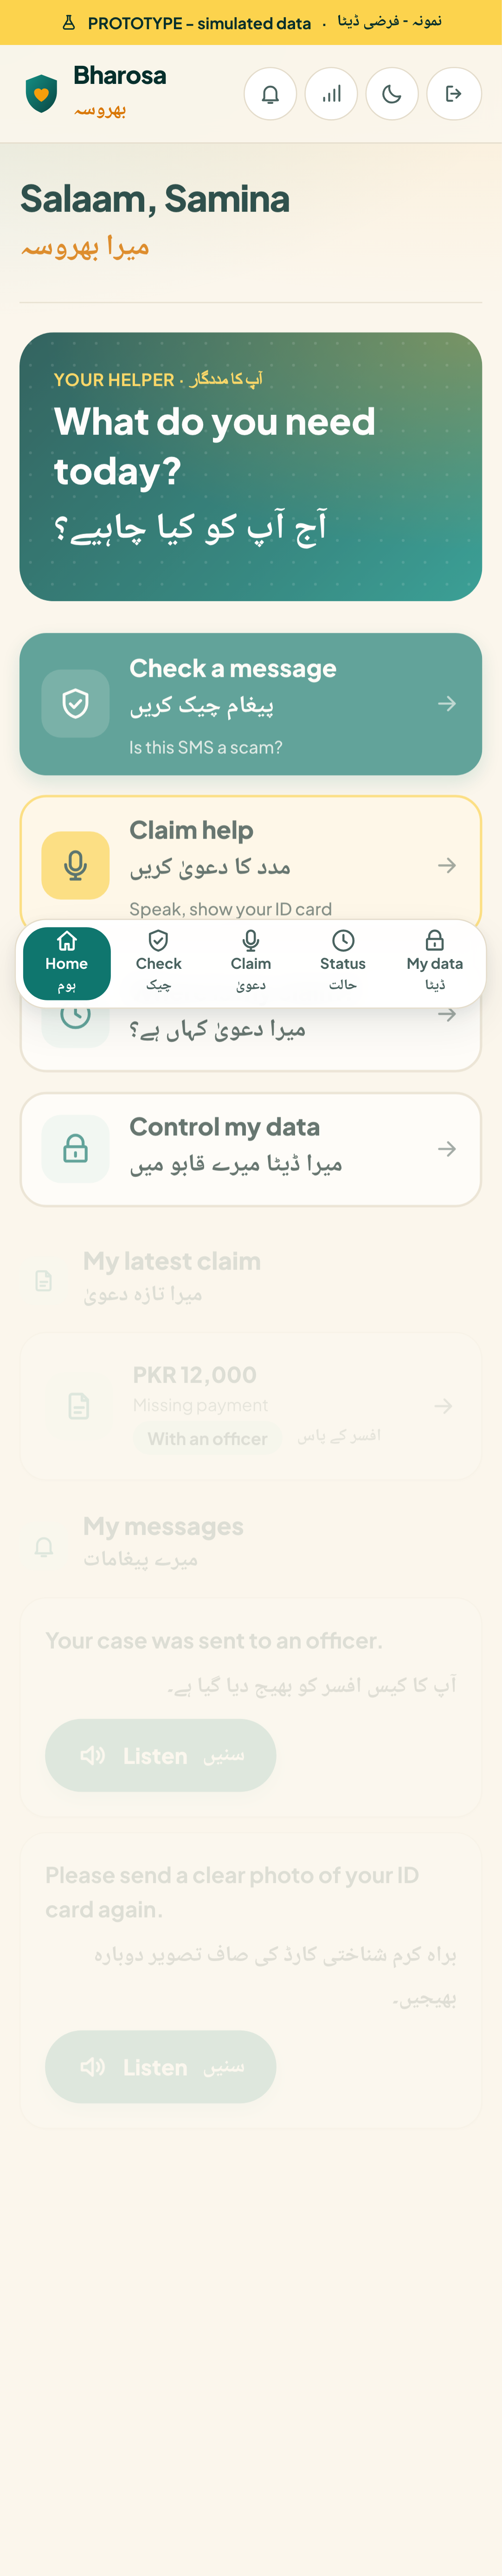 PROTOTYPE - simulated data · نمونہ - فرضی ڈیٹا
Bharosa
بھروسہ
Salaam, Samina
میرا بھروسہ
YOUR HELPER · آپ کا مددگار
What do you need
today?
آج آپ کو کیا چاہیے؟
Check a message
پیغام چیک کریں
Is this SMS a scam?
Claim help
مدد کا دعویٰ کریں
Speak, show your ID card
Home
ہوم
Check
چیک
Claim
دعویٰ
Status
حالت
My data
ڈیٹا
میرا دعویٰ کہاں ہے؟
Control my data
میرا ڈیٹا میرے قابو میں
My latest claim
میرا تازہ دعویٰ
PKR 12,000
Missing payment
With an officer افسر کے پاس
My messages
میرے پیغامات
Your case was sent to an officer.
آپ کا کیس افسر کو بھیج دیا گیا ہے۔
Listen سنیں
Please send a clear photo of your ID
card again.
براہ کرم شناختی کارڈ کی صاف تصویر دوبارہ
بھیجیں۔
Listen سنیں